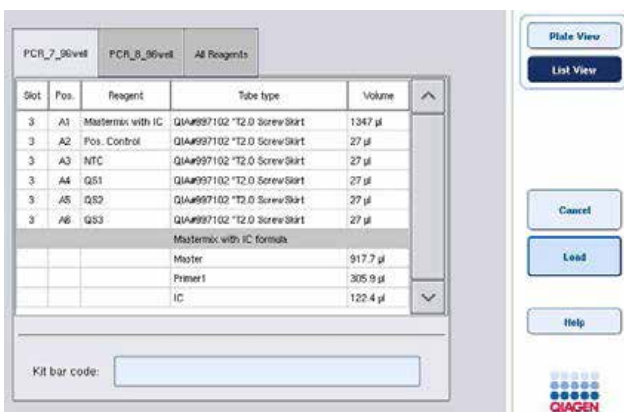 PCR_7_96well PCR_8_96well All Reagents
Plate View
List View
Slot Pos. Reagent Tube type Volume
3 A1 Mastermix with IC QIA#997102 *T2.0 ScrewSkirt 1347 µl
3 A2 Pos. Control QIA#997102 *T2.0 ScrewSkirt 27 µl
3 A3 NTC QIA#997102 *T2.0 ScrewSkirt 27 µl
3 A4 QS1 QIA#997102 *T2.0 ScrewSkirt 27 µl
3 A5 QS2 QIA#997102 *T2.0 ScrewSkirt 27 µl
3 A6 QS3 QIA#997102 *T2.0 ScrewSkirt 27 µl
Mastermix with IC formula
Master 917.7 µl
Primer1 305.9 µl
IC 122.4 µl
Cancel
Load
Help
Kit bar code:
QIAGEN